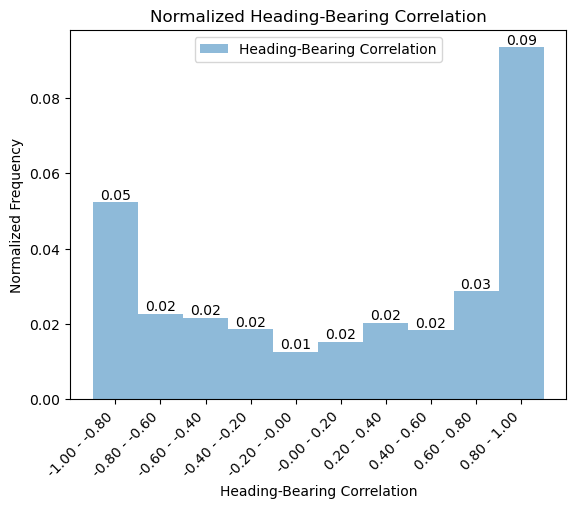 Normalized Heading-Bearing Correlation
Heading-Bearing Correlation
0.09
0.08
0.06
0.05
0.04
0.03
0.02
0.02
0.02
0.02
0.02
0.02
0.02
0.01
0.00
Normalized Frequency
-1.00 - -0.80
-0.80 - -0.60
-0.60 - -0.40
-0.40 - -0.20
-0.20 - -0.00
-0.00 - 0.20
0.20 - 0.40
0.40 - 0.60
0.60 - 0.80
0.80 - 1.00
Heading-Bearing Correlation